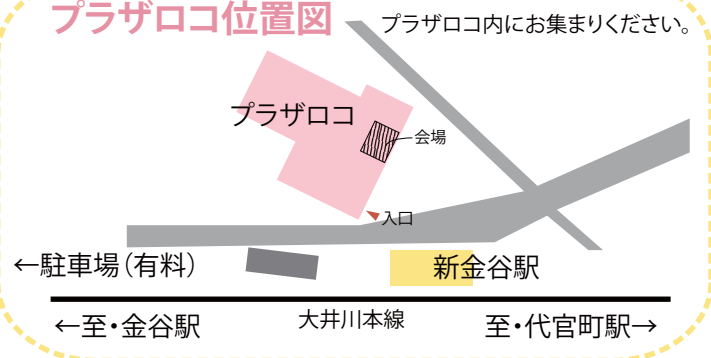 プラザロコ位置図
プラザロコ内にお集まりください。
プラザロコ
会場
入口
←駐車場（有料）
新金谷駅
←至・金谷駅
大井川本線
至・代官町駅→